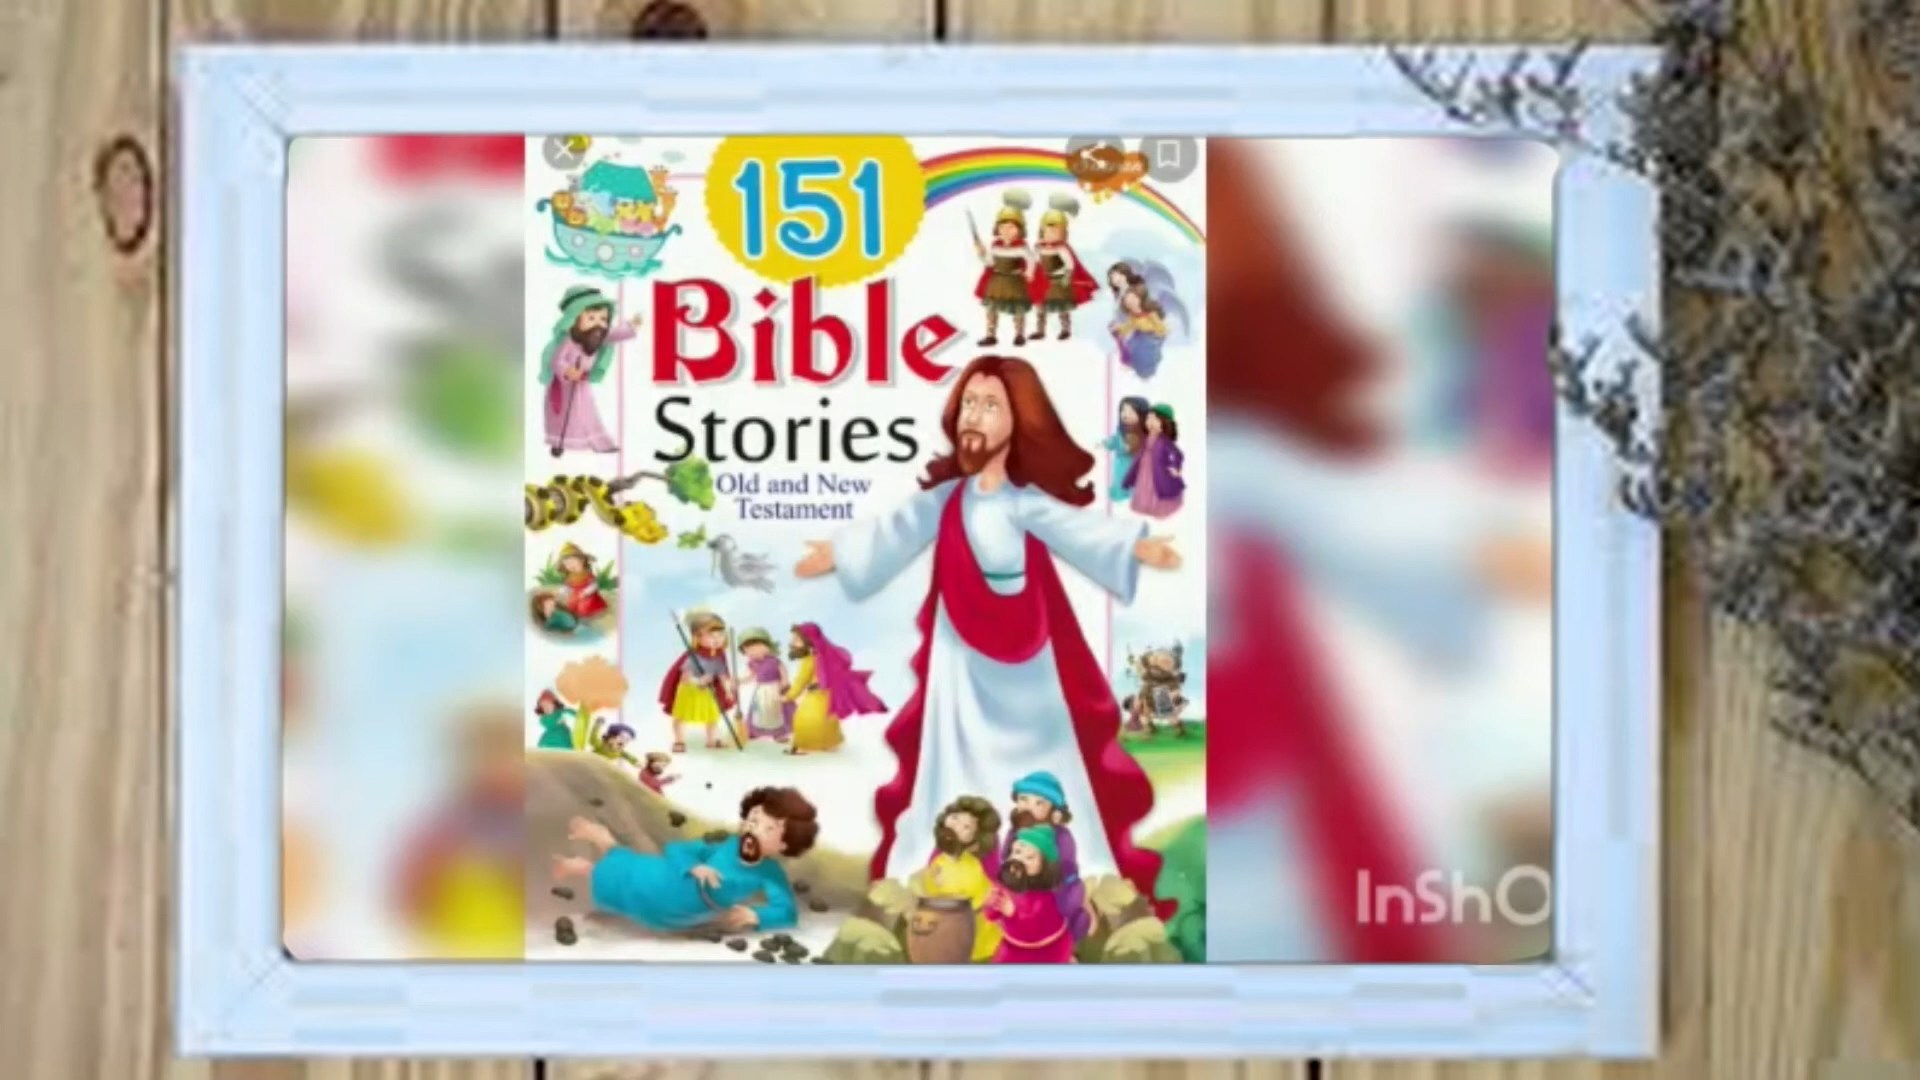 151
Bible
Stories
Old and New
Testament
InShO